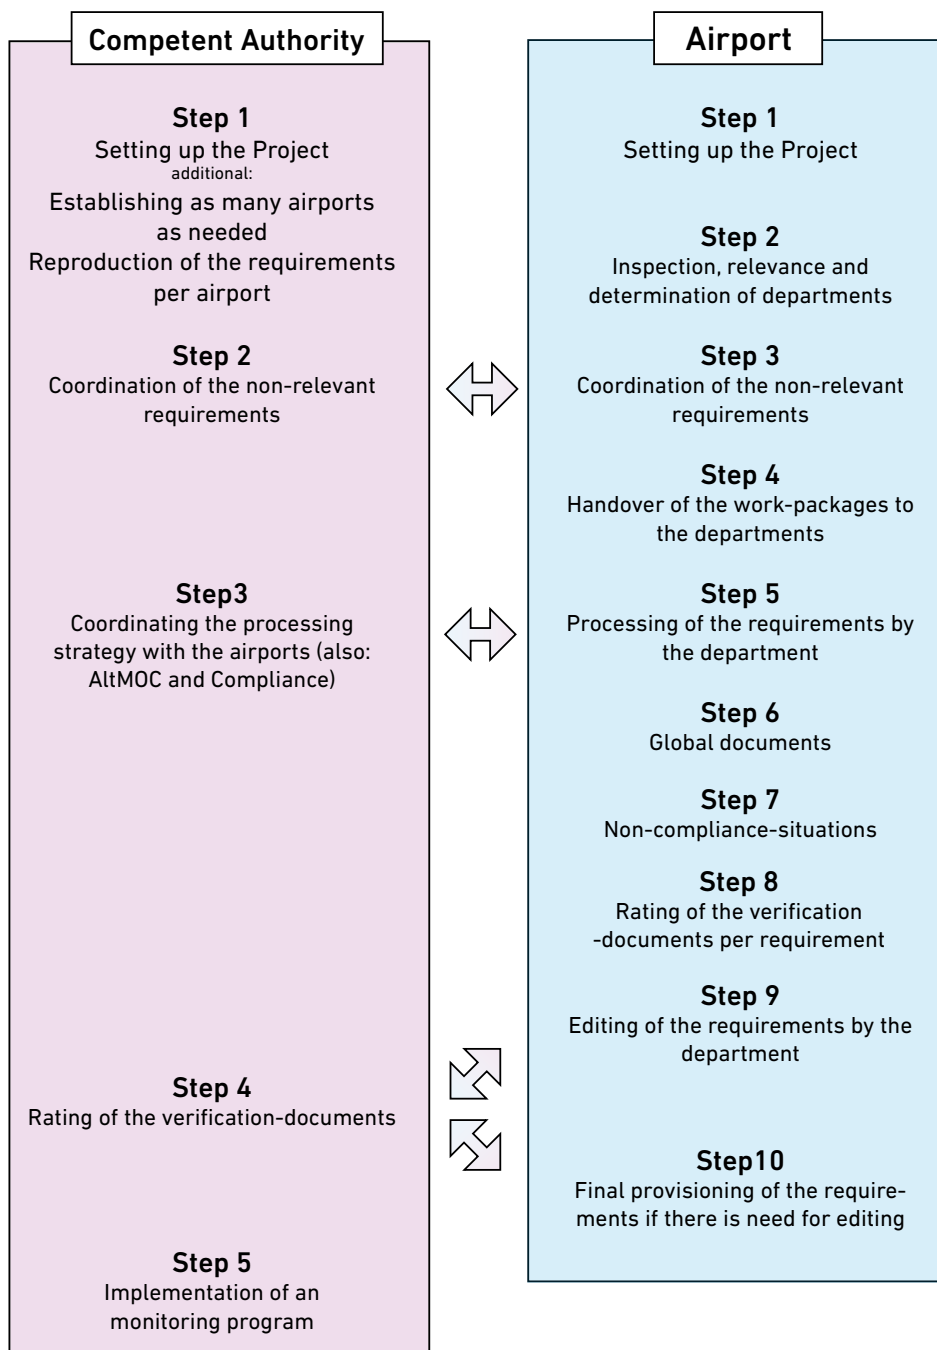 Competent Authority
Step 1
Setting up the Project
additional:
Establishing as many airports
as needed
Reproduction of the requirements
per airport
Step 2
Coordination of the non-relevant
requirements
Step3
Coordinating the processing
strategy with the airports (also:
AltMOC and Compliance)
Step 4
Rating of the verification-documents
Step 5
Implementation of an
monitoring program
Airport
Step 1
Setting up the Project
Step 2
Inspection, relevance and
determination of departments
Step 3
Coordination of the non-relevant
requirements
Step 4
Handover of the work-packages to
the departments
Step 5
Processing of the requirements by
the department
Step 6
Global documents
Step 7
Non-compliance-situations
Step 8
Rating of the verification
-documents per requirement
Step 9
Editing of the requirements by the
department
Step10
Final provisioning of the require-
ments if there is need for editing